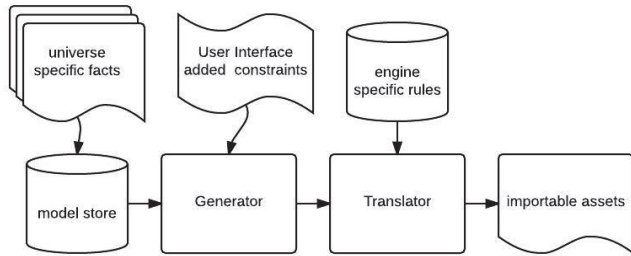 universe
specific facts
User Interface
added constraints
engine
specific rules
model store
Generator
Translator
importable assets